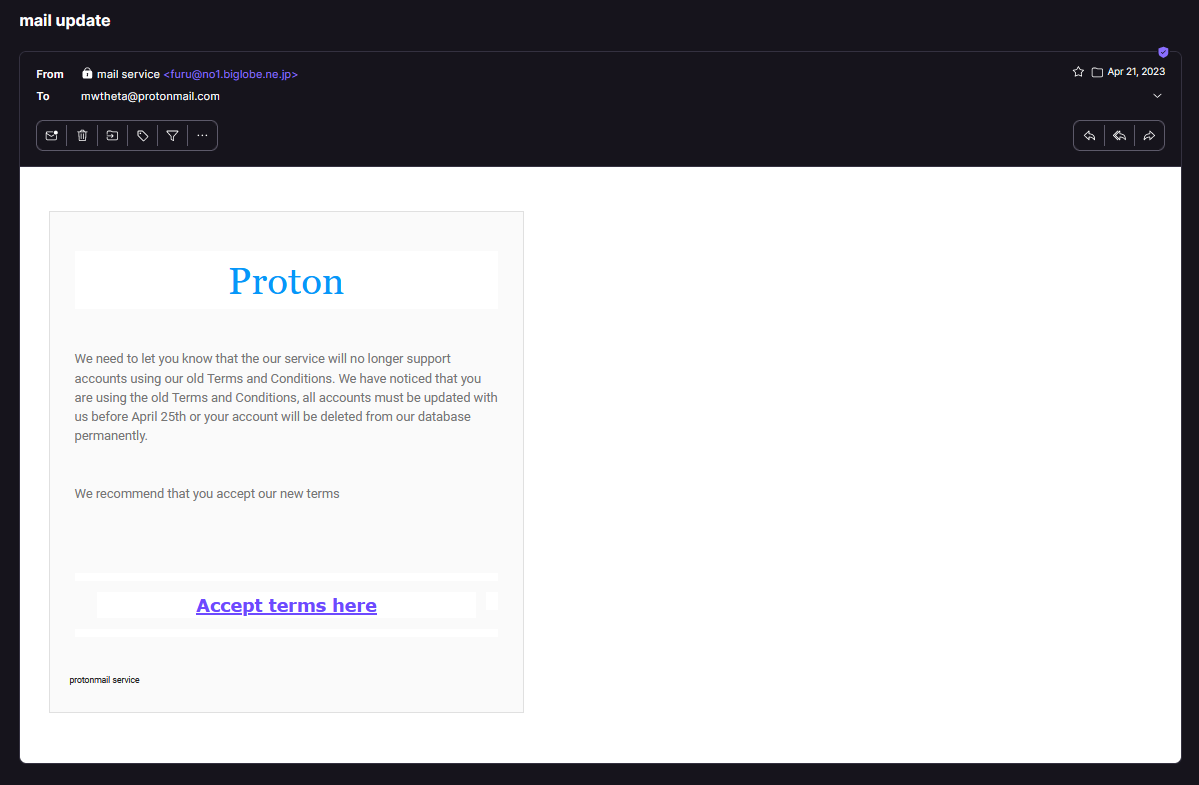 mail update
From mail service <furu@no1.biglobe.ne.jp> Apr 21, 2023
To mwtheta@protonmail.com
Proton
We need to let you know that the our service will no longer support
accounts using our old Terms and Conditions. We have noticed that you
are using the old Terms and Conditions, all accounts must be updated with
us before April 25th or your account will be deleted from our database
permanently.
We recommend that you accept our new terms
Accept terms here
protonmail service